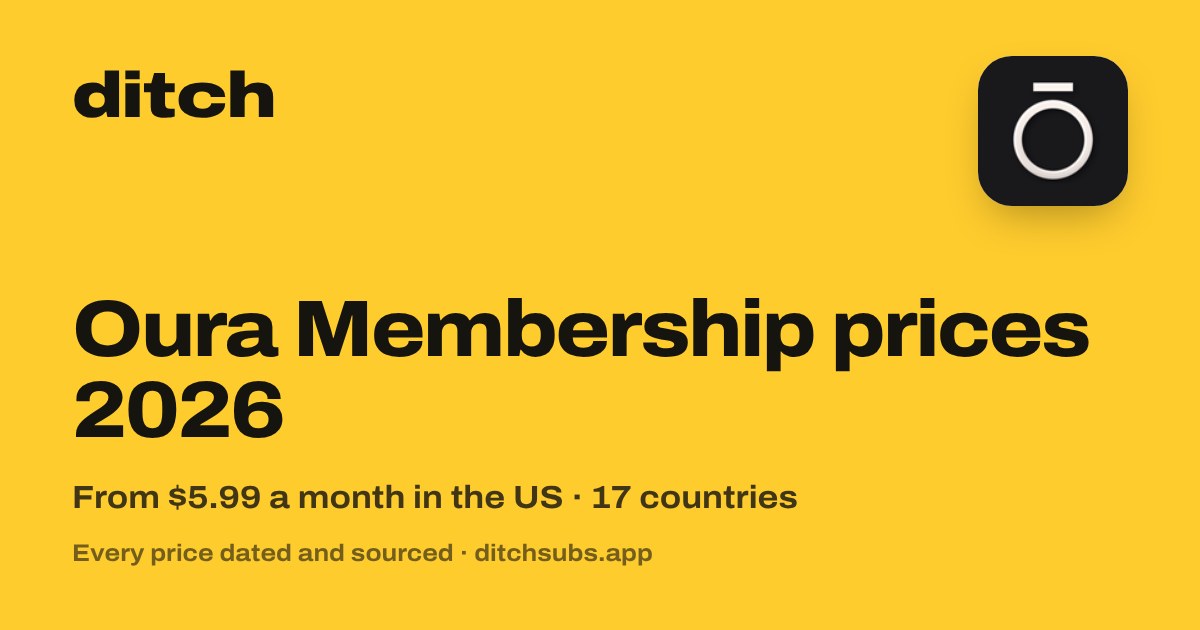 ditch
Oura Membership prices
2026
From $5.99 a month in the US · 17 countries
Every price dated and sourced · ditchsubs.app